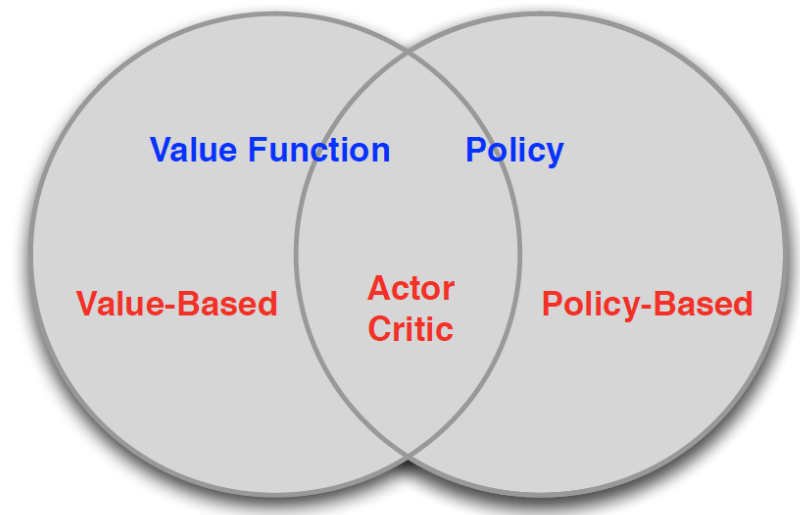 Value Function
Policy
Value-Based
Actor
Critic
Policy-Based